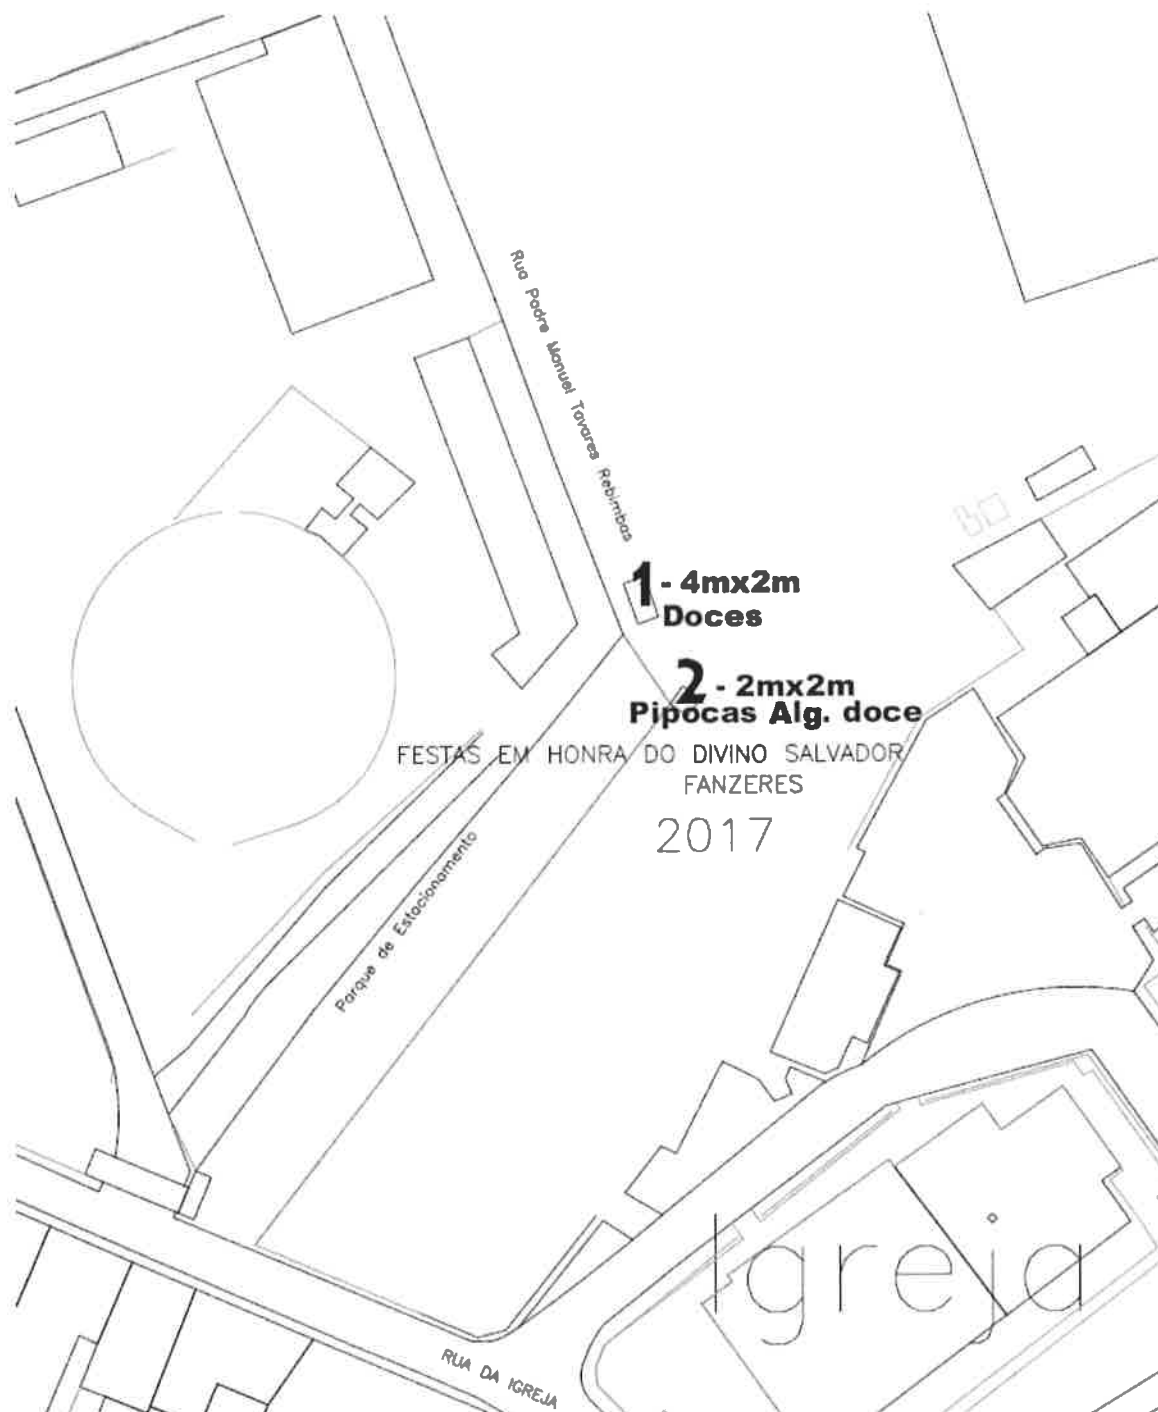 Rua Padre Manuel Tavares Rebimbas
1 - 4mx2m
Doces
2 - 2mx2m
Pipocas Alg. doce
FESTAS EM HONRA DO DIVINO SALVADOR
FANZERES
2017
Parque de Estacionamento
Igreja
RUA DA IGREJA